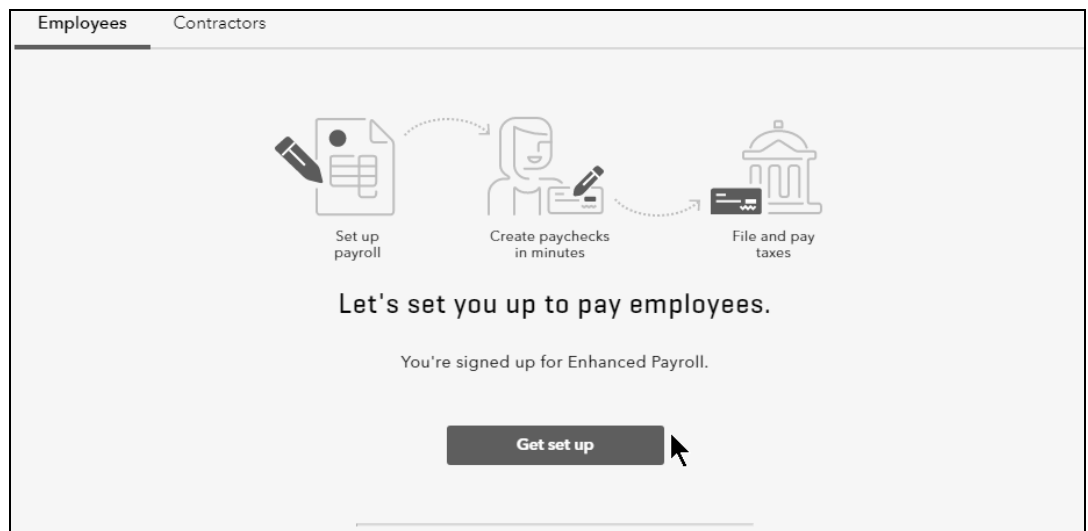 Employees Contractors
Set up
payroll
Create paychecks
in minutes
File and pay
taxes
Let's set you up to pay employees.
You're signed up for Enhanced Payroll.
Get set up